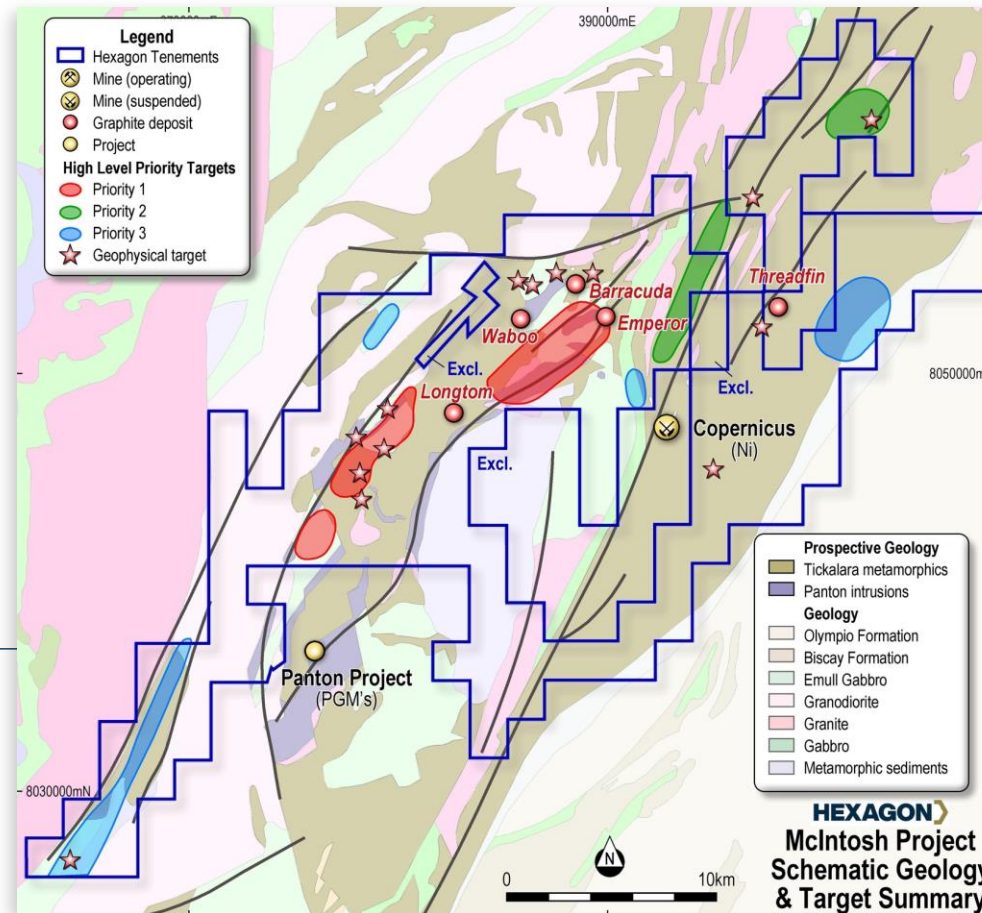 390000mE
Legend
Hexagon Tenements
Mine (operating)
Mine (suspended)
Graphite deposit
Project
High Level Priority Targets
Priority 1
Priority 2
Priority 3
Geophysical target
Threadfin
Barracuda
Waboo
Emperor
Excl.
Excl.
8050000m
Longtom
Copernicus
(Ni)
Excl.
Panton Project
(PGM's)
Prospective Geology
Tickalara metamorphics
Panton intrusions
Geology
Olympio Formation
Biscay Formation
Emull Gabbro
Granodiorite
Granite
Gabbro
Metamorphic sediments
8030000mN
N
0 10km
HEXAGON
McIntosh Project
Schematic Geology
& Target Summary